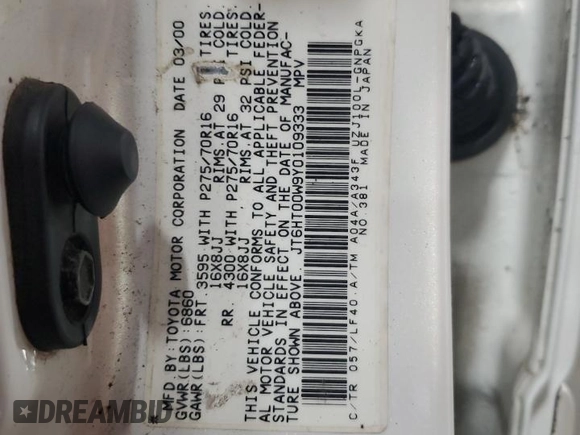 MFD BY: TOYOTA MOTOR CORPORATION DATE 03/00
GVWR(LBS): 6860
GAWR(LBS): FRT. 3595 WITH P275/70R16 TIRES.
16X8JJ RIMS. AT 29 PSI COLD
RR. 4300 WITH P275/70R16 TIRES.
16X8JJ RIMS. AT 32 PSI COLD
THIS VEHICLE CONFORMS TO ALL APPLICABLE FEDER-
AL MOTOR VEHICLE SAFETY AND THEFT PREVENTION
STANDARDS IN EFFECT ON THE DATE OF MANUFAC-
TURE SHOWN ABOVE. JT6HT00W9Y0109333 MPV
C/TR 057/LF40 A/TM A04A/A343F UZJ100L-GNPGKA
NO.381 MADE IN JAPAN
DREAMBID